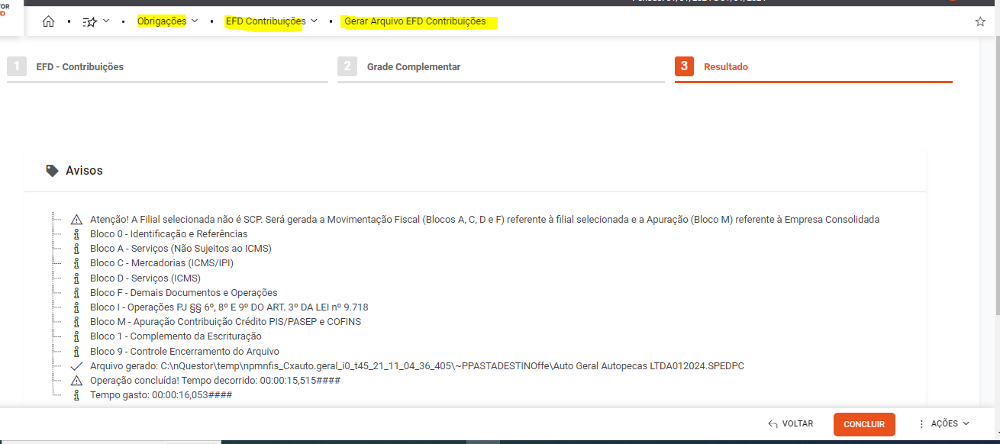 Obrigações
EFD Contribuições
Gerar Arquivo EFD Contribuições
1 EFD - Contribuições
2 Grade Complementar
3 Resultado
Avisos
Atenção! A Filial selecionada não é SCP. Será gerada a Movimentação Fiscal (Blocos A, C, D e F) referente à filial selecionada e a Apuração (Bloco M) referente à Empresa Consolidada
Bloco 0 - Identificação e Referências
Bloco A - Serviços (Não Sujeitos ao ICMS)
Bloco C - Mercadorias (ICMS/IPI)
Bloco D - Serviços (ICMS)
Bloco F - Demais Documentos e Operações
Bloco I - Operações PJ §§ 6º, 8º E 9º DO ART. 3º DA LEI nº 9.718
Bloco M - Apuração Contribuição Crédito PIS/PASEP e COFINS
Bloco 1 - Complemento da Escrituração
Bloco 9 - Controle Encerramento do Arquivo
Arquivo gerado: C:\nQuestor\temp\npmnfis_Cxauto.geral_i0_t45_21_11_04_36_405\~PPASTADESTINOffe\Auto Geral Autopecas LTDA012024.SPEDPC
Operação concluída! Tempo decorrido: 00:00:15,515####
Tempo gasto: 00:00:16,053####
VOLTAR
CONCLUIR
AÇÕES